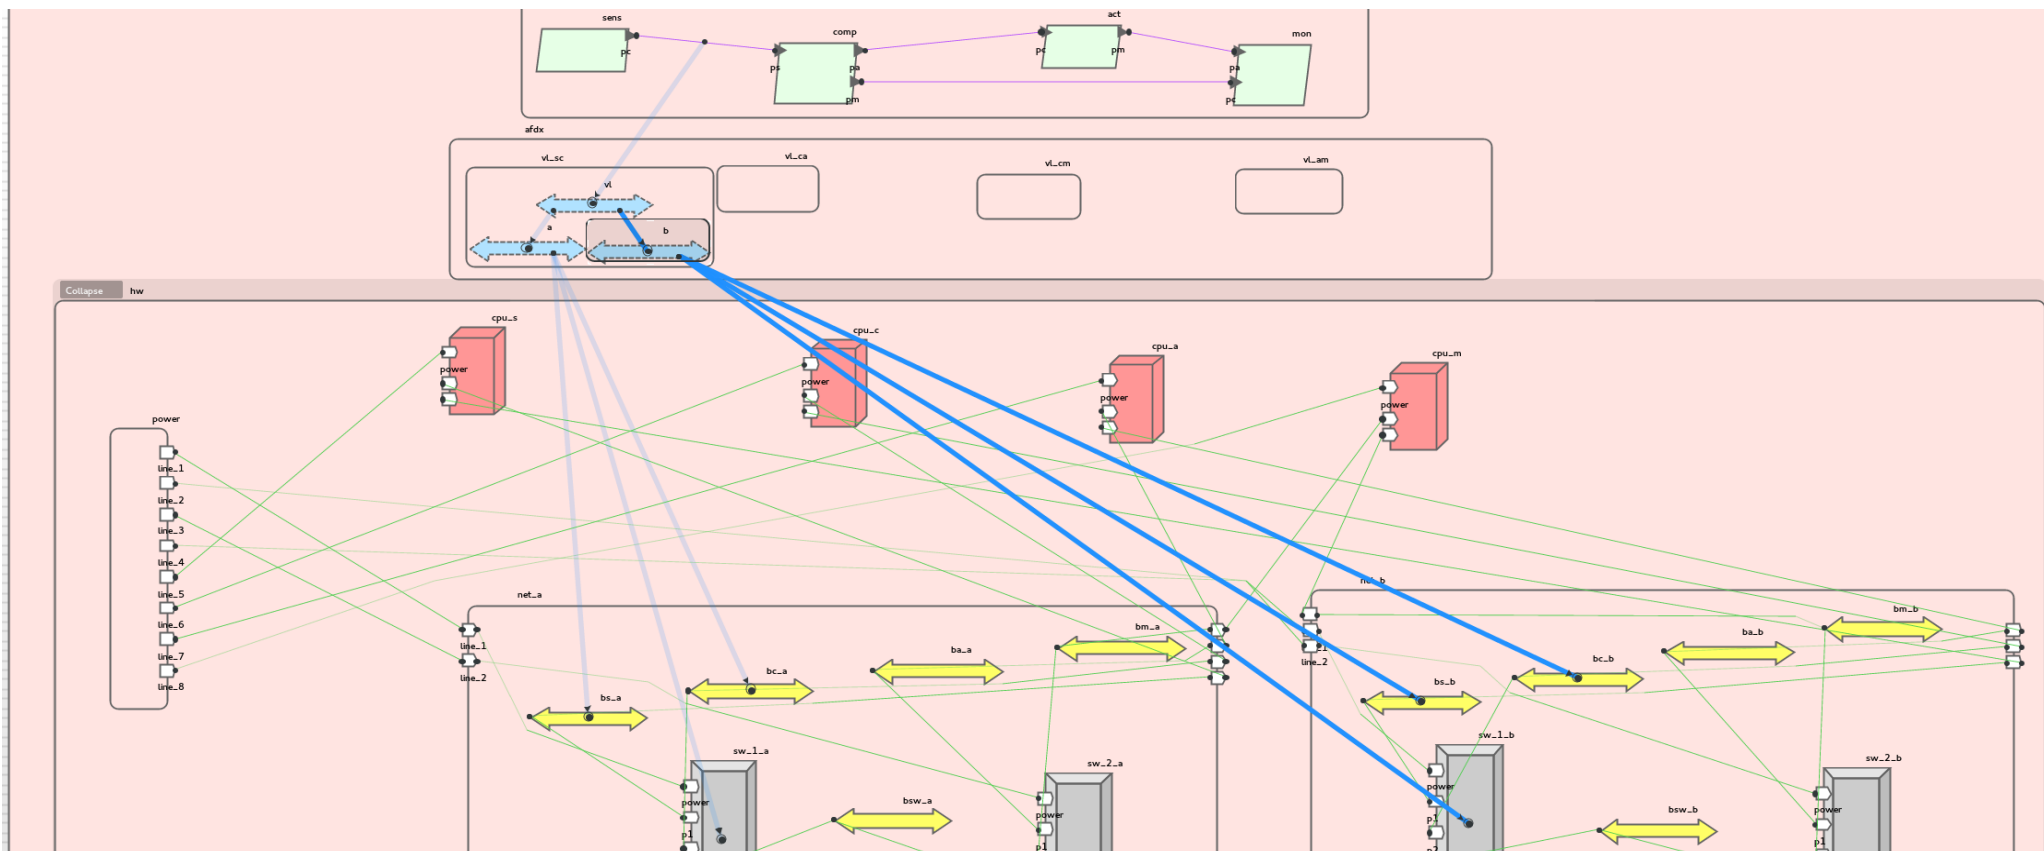 sens
act
comp
mon
pc
ps
pa
pm
pc
pm
pa
pc
afdx
vl_sc
vl_ca
vl_cm
vl_am
vl
a
b
Collapse
hw
cpu_s
cpu_c
cpu_a
cpu_m
power
power
power
power
power
line_1
line_2
line_3
line_4
line_5
line_6
line_7
line_8
net_a
bm_b
bm_a
ba_b
ba_a
line_1
line_2
line_2
bc_a
bc_b
bs_a
bs_b
sw_1_a
sw_1_b
sw_2_a
sw_2_b
power
power
power
power
bsw_a
bsw_b
p1
p1
p1
p1
p2